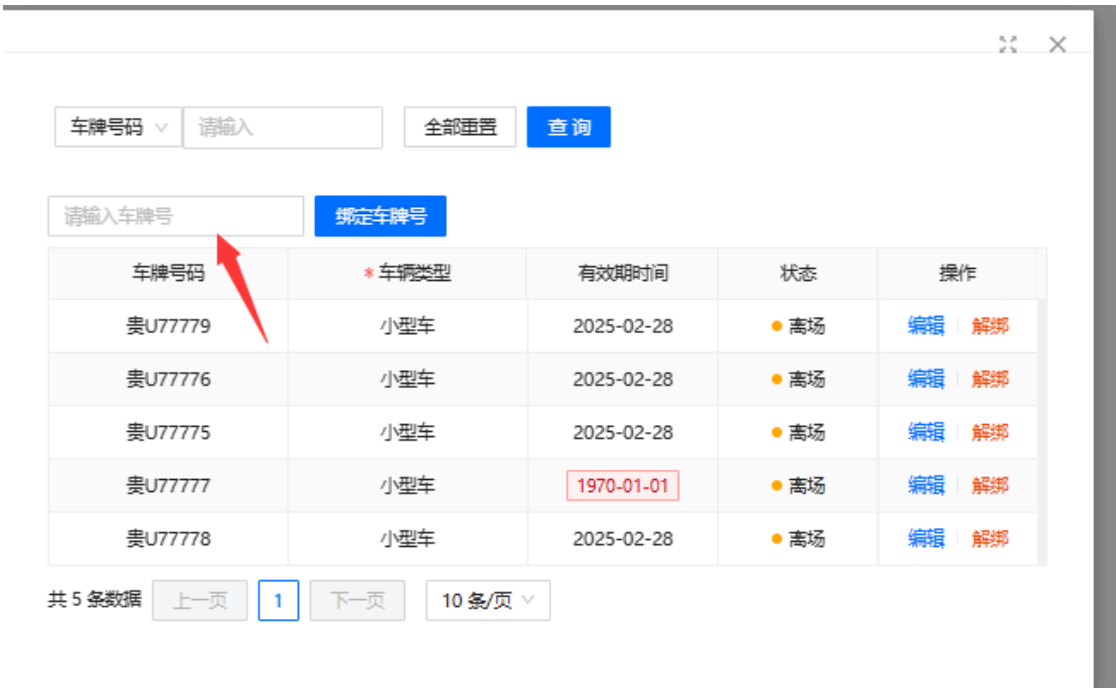 车牌号码 请输入 全部重置 查询
请输入车牌号 绑定车牌号
车牌号码 * 车辆类型 有效期时间 状态 操作
贵U77779 小型车 2025-02-28 离场 编辑 解绑
贵U77776 小型车 2025-02-28 离场 编辑 解绑
贵U77775 小型车 2025-02-28 离场 编辑 解绑
贵U77777 小型车 1970-01-01 离场 编辑 解绑
贵U77778 小型车 2025-02-28 离场 编辑 解绑
共 5 条数据 上一页 1 下一页 10 条/页